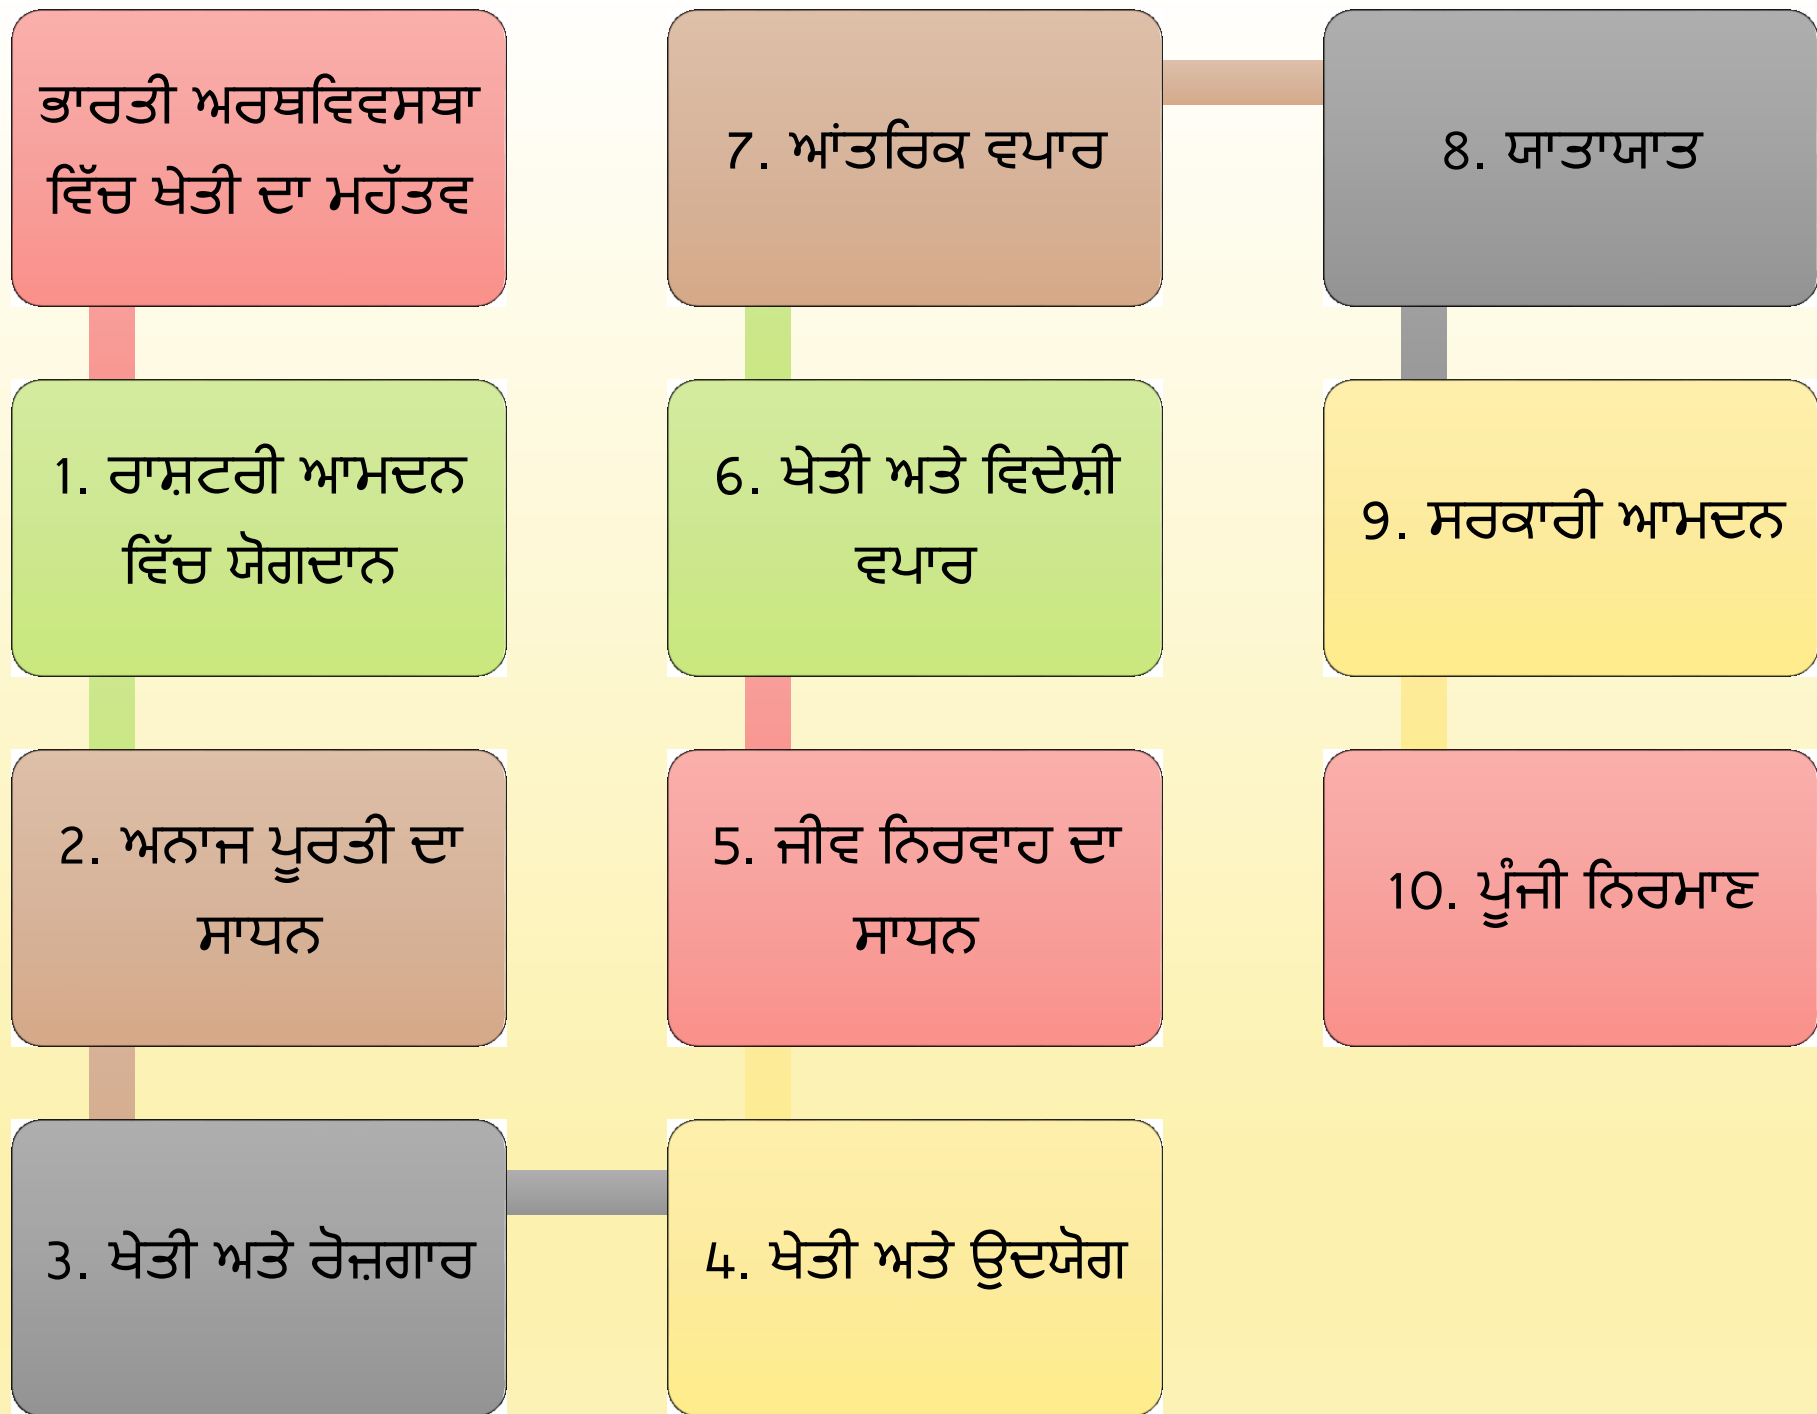 ਭਾਰਤੀ ਅਰਥਵਿਵਸਥਾ
ਵਿੱਚ ਖੇਤੀ ਦਾ ਮਹੱਤਵ
1. ਰਾਸ਼ਟਰੀ ਆਮਦਨ
ਵਿੱਚ ਯੋਗਦਾਨ
2. ਅਨਾਜ ਪੂਰਤੀ ਦਾ
ਸਾਧਨ
3. ਖੇਤੀ ਅਤੇ ਰੋਜ਼ਗਾਰ
4. ਖੇਤੀ ਅਤੇ ਉਦਯੋਗ
5. ਜੀਵ ਨਿਰਵਾਹ ਦਾ
ਸਾਧਨ
6. ਖੇਤੀ ਅਤੇ ਵਿਦੇਸ਼ੀ
ਵਪਾਰ
7. ਆਂਤਰਿਕ ਵਪਾਰ
8. ਯਾਤਾਯਾਤ
9. ਸਰਕਾਰੀ ਆਮਦਨ
10. ਪੂੰਜੀ ਨਿਰਮਾਣ